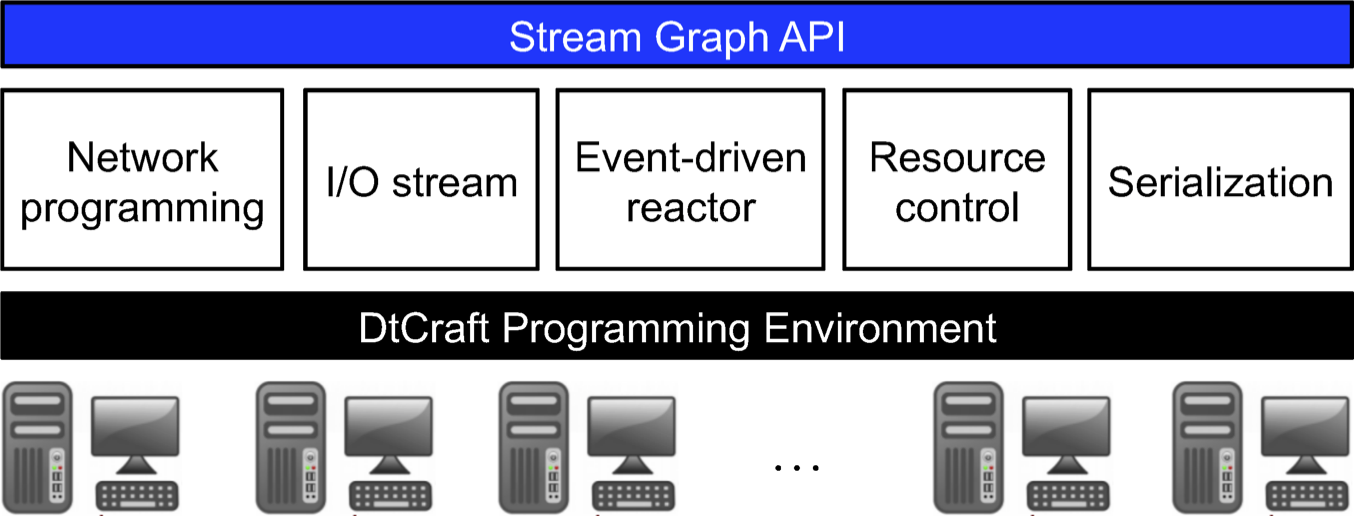 Stream Graph API
Network
programming
I/O stream
Event-driven
reactor
Resource
control
Serialization
DtCraft Programming Environment
...